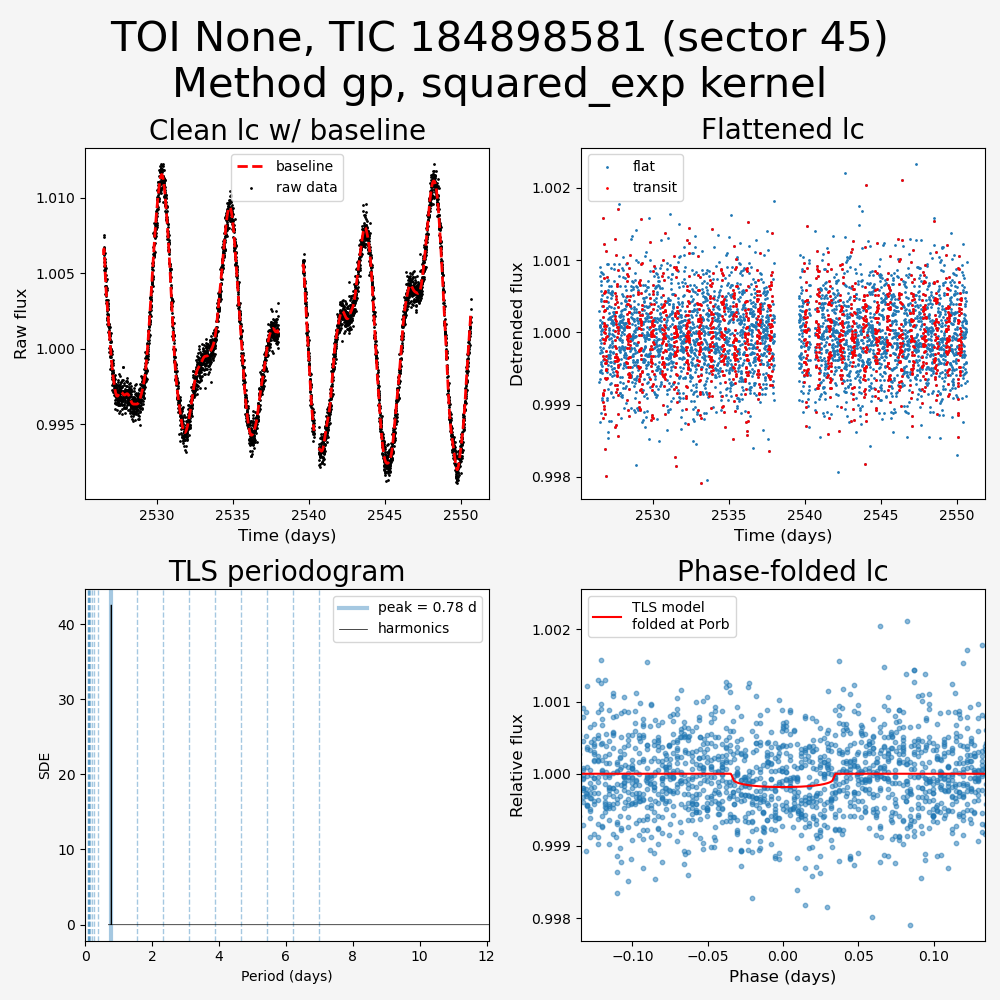 TOI None, TIC 184898581 (sector 45)
Method gp, squared_exp kernel
Clean lc w/ baseline
baseline
raw data
1.010
1.005
1.000
0.995
Raw flux
2530
2535
2540
2545
2550
Time (days)
Flattened lc
flat
transit
1.002
1.001
1.000
0.999
0.998
Detrended flux
2530
2535
2540
2545
2550
Time (days)
TLS periodogram
peak = 0.78 d
harmonics
40
30
20
10
0
SDE
0
2
4
6
8
10
12
Period (days)
Phase-folded lc
TLS model
folded at Porb
1.002
1.001
1.000
0.999
0.998
Relative flux
−0.10
−0.05
0.00
0.05
0.10
Phase (days)